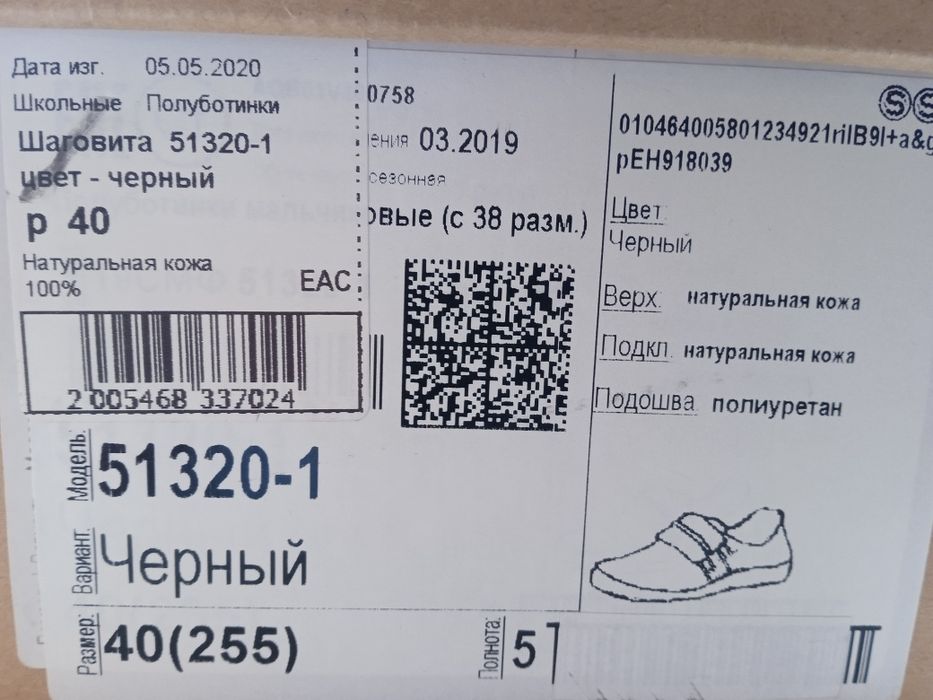 Дата изг. 05.05.2020
Школьные Полуботинки
Шаговита 51320-1
цвет - черный
р 40
Натуральная кожа
100%
EAC
2 005468 337024
0758
ения 03.2019
сезонная
овые (с 38 разм.)
010464005801234921rilB9I+a&g
pEH918039
Цвет:
Черный
Верх: натуральная кожа
Подкл. натуральная кожа
Подошва полиуретан
Модель: 51320-1
Вариант: Черный
Размер: 40(255)
Полнота: 5